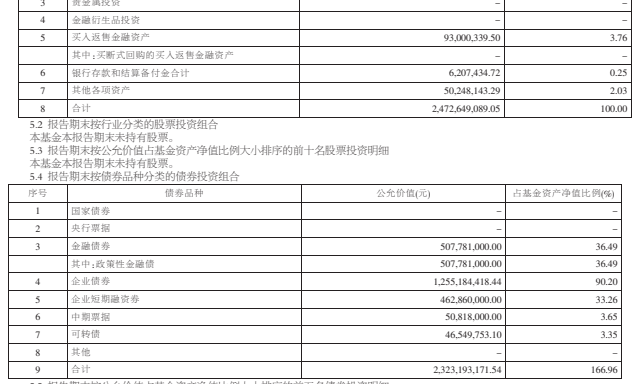 3 贵金属投资 – –
4 金融衍生品投资 – –
5 买入返售金融资产 93,000,339.50 3.76
其中:买断式回购的买入返售金融资产 – –
6 银行存款和结算备付金合计 6,207,434.72 0.25
7 其他各项资产 50,248,143.29 2.03
8 合计 2,472,649,089.05 100.00
5.2 报告期末按行业分类的股票投资组合
本基金本报告期末未持有股票。
5.3 报告期末按公允价值占基金资产净值比例大小排序的前十名股票投资明细
本基金本报告期末未持有股票。
5.4 报告期末按债券品种分类的债券投资组合
序号 债券品种 公允价值(元) 占基金资产净值比例(%)
1 国家债券 – –
2 央行票据 – –
3 金融债券 507,781,000.00 36.49
其中:政策性金融债 507,781,000.00 36.49
4 企业债券 1,255,184,418.44 90.20
5 企业短期融资券 462,860,000.00 33.26
6 中期票据 50,818,000.00 3.65
7 可转债 46,549,753.10 3.35
8 其他 – –
9 合计 2,323,193,171.54 166.96